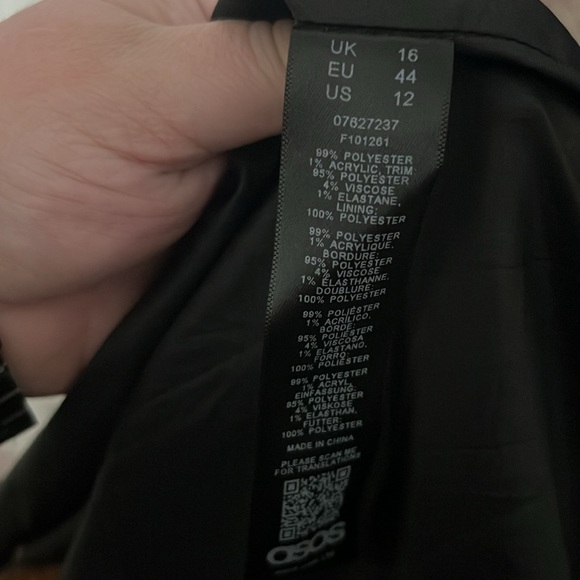 UK 16
EU 44
US 12
07627237
F101261
99% POLYESTER
1% ACRYLIC, TRIM:
95% POLYESTER
4% VISCOSE
1% ELASTANE,
LINING:
100% POLYESTER
99% POLYESTER
1% ACRYLIQUE.
BORDURE:
95% POLYESTER
4% VISCOSE
1% ÉLASTHANNE.
DOUBLURE:
100% POLYESTER
99% POLIÉSTER
1% ACRÍLICO.
BORDE:
95% POLIÉSTER
4% VISCOSA
1% ELASTANO.
FORRO:
100% POLIÉSTER
99% POLYESTER
1% ACRYL.
EINFASSUNG:
95% POLYESTER
4% VISKOSE
1% ELASTHAN,
FUTTER:
100% POLYESTER
MADE IN CHINA
PLEASE SCAN ME
FOR TRANSLATIONS
asos